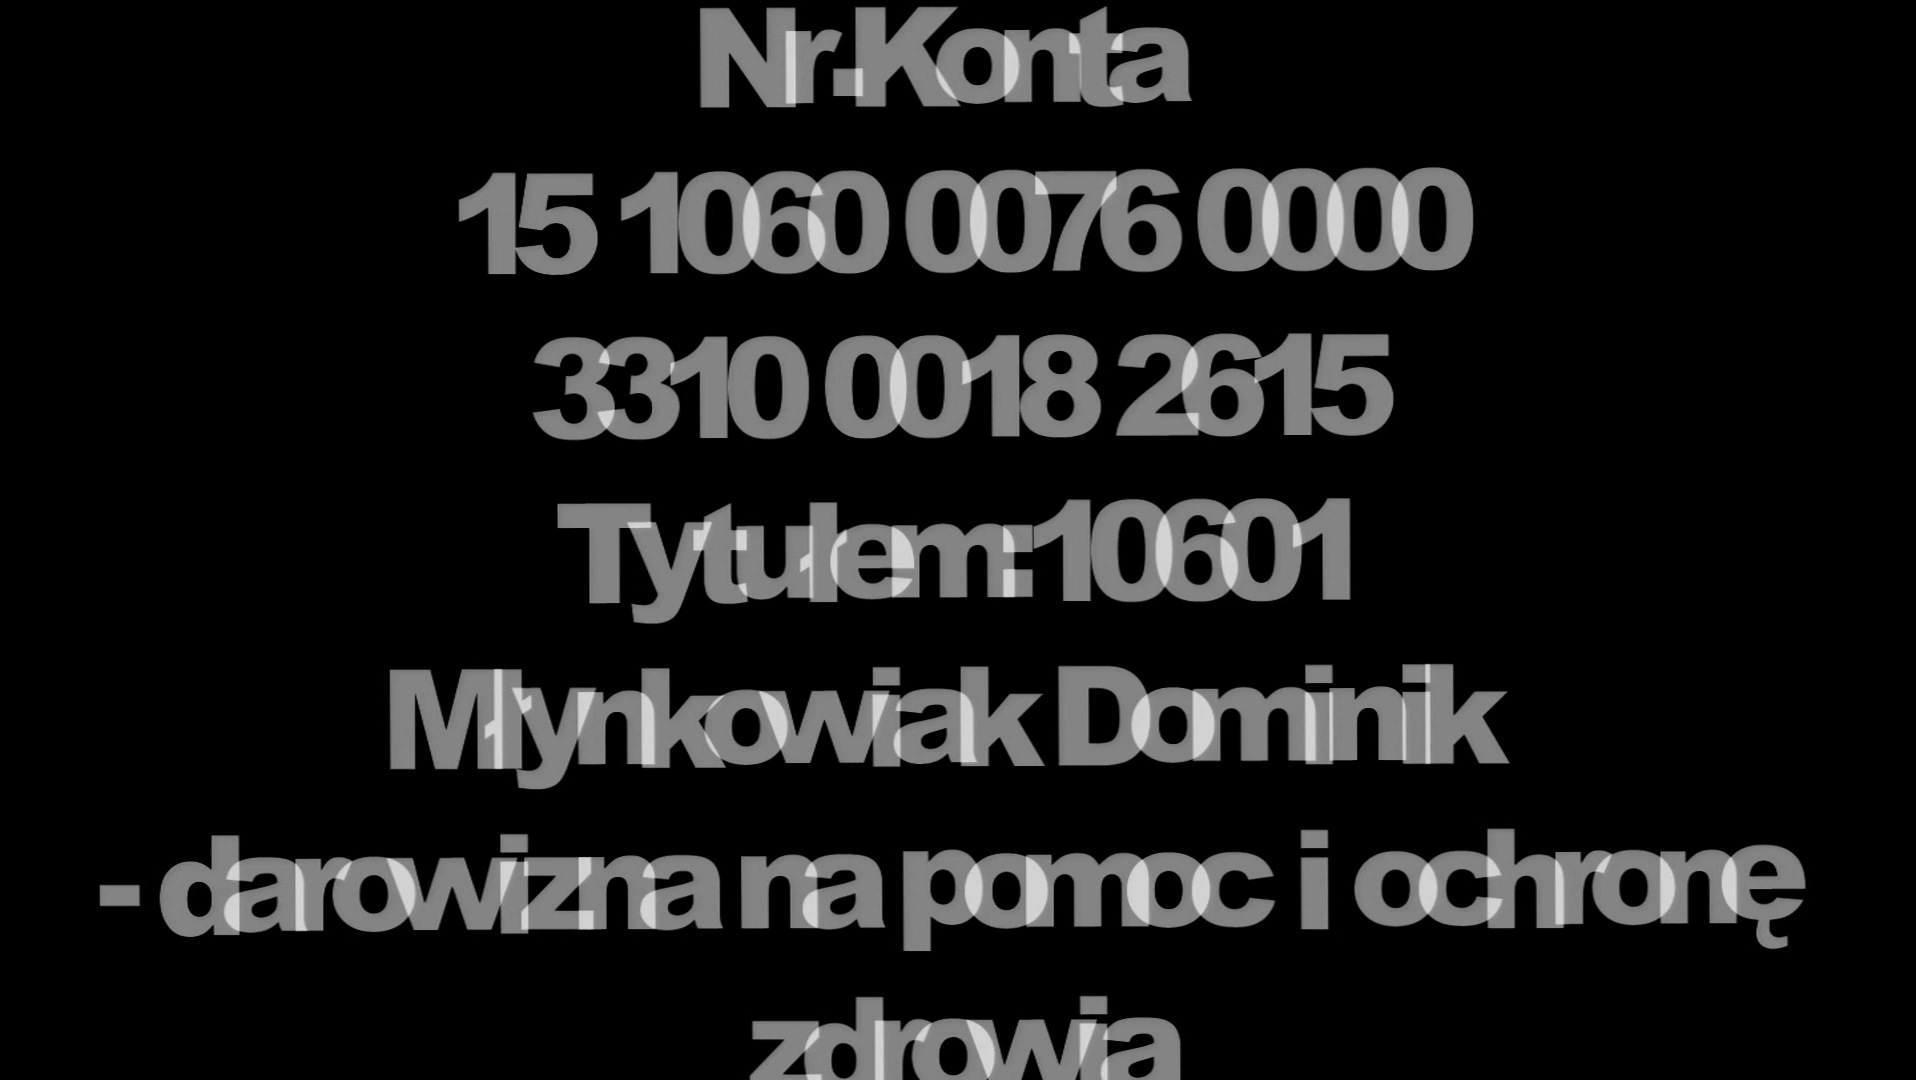 Nr.Konta
15 1060 0076 0000
3310 0018 2615
Tytułem:10601
Młynkowiak Dominik
- darowizna na pomoc i ochronę
zdrowia